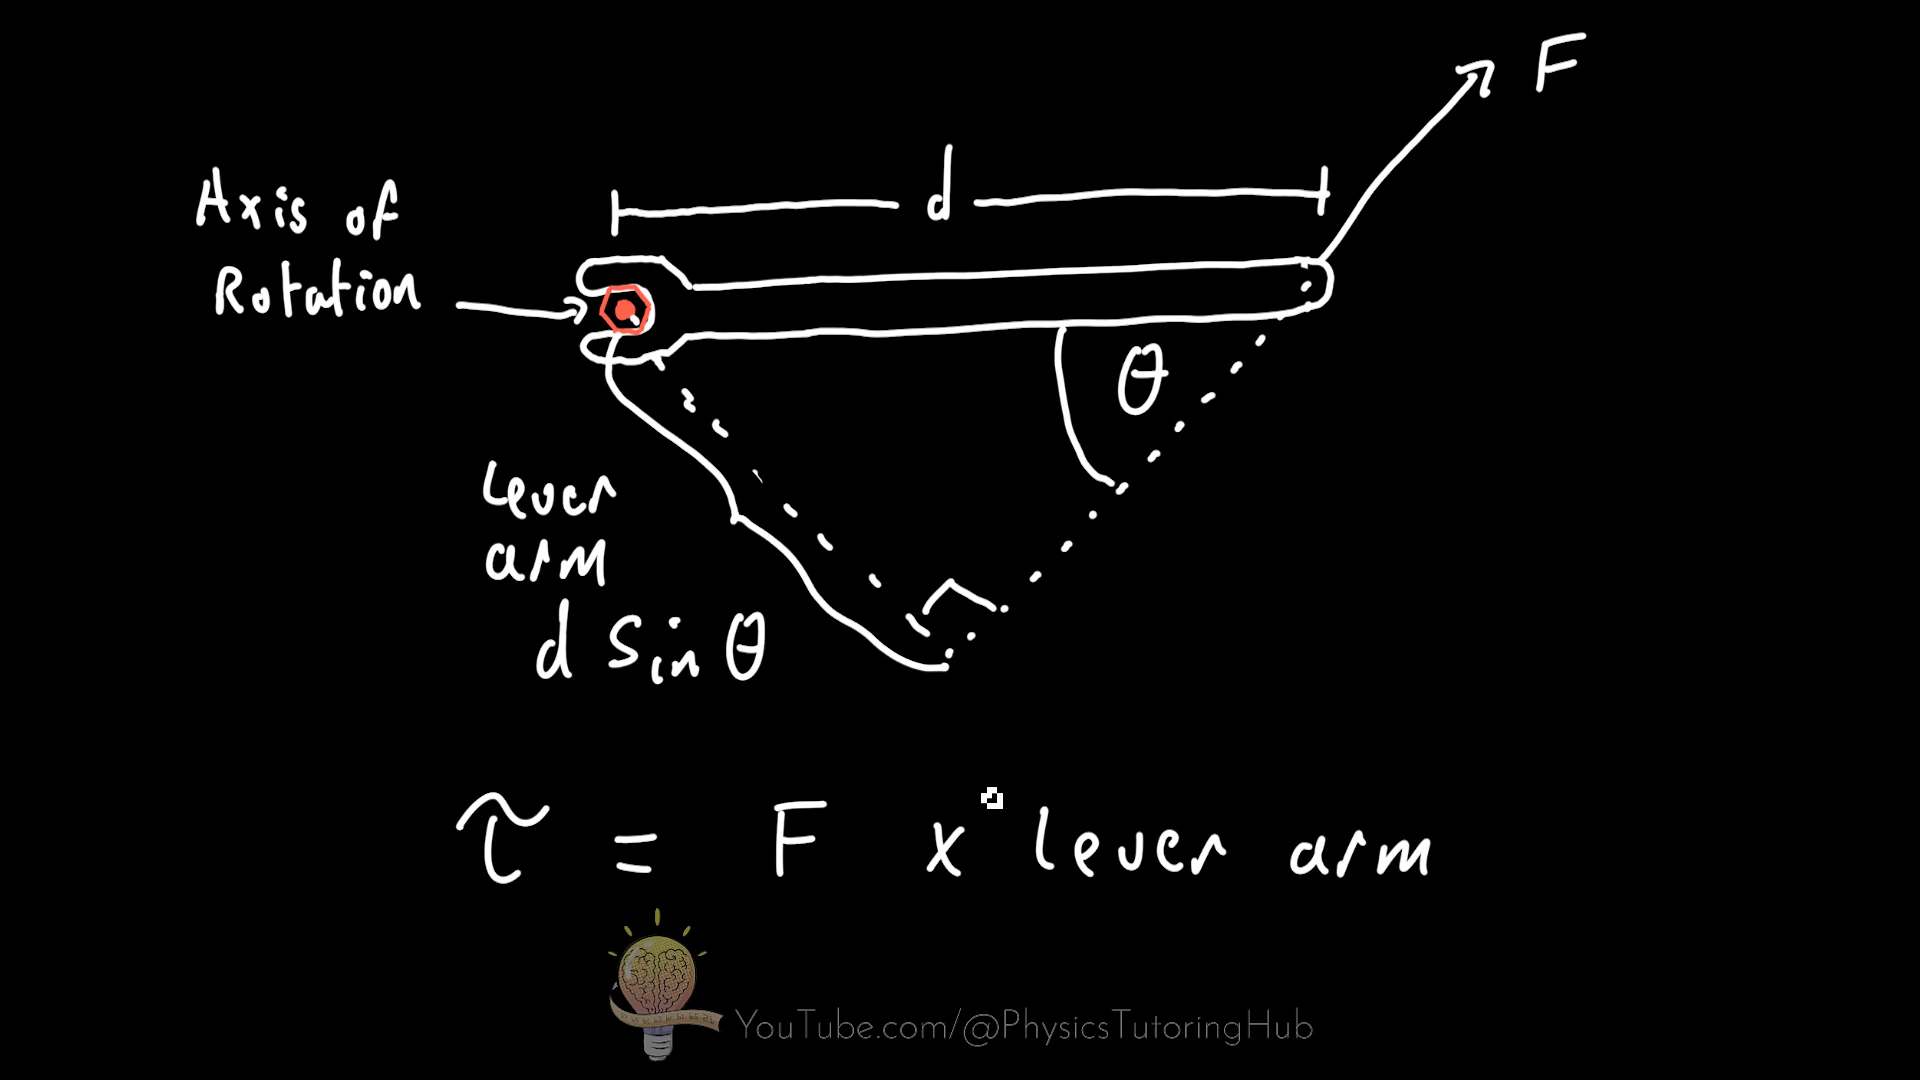 F
d
Axis of
Rotation
θ
lever
arm
d sin θ
τ = F x lever arm
YouTube.com/@PhysicsTutoringHub